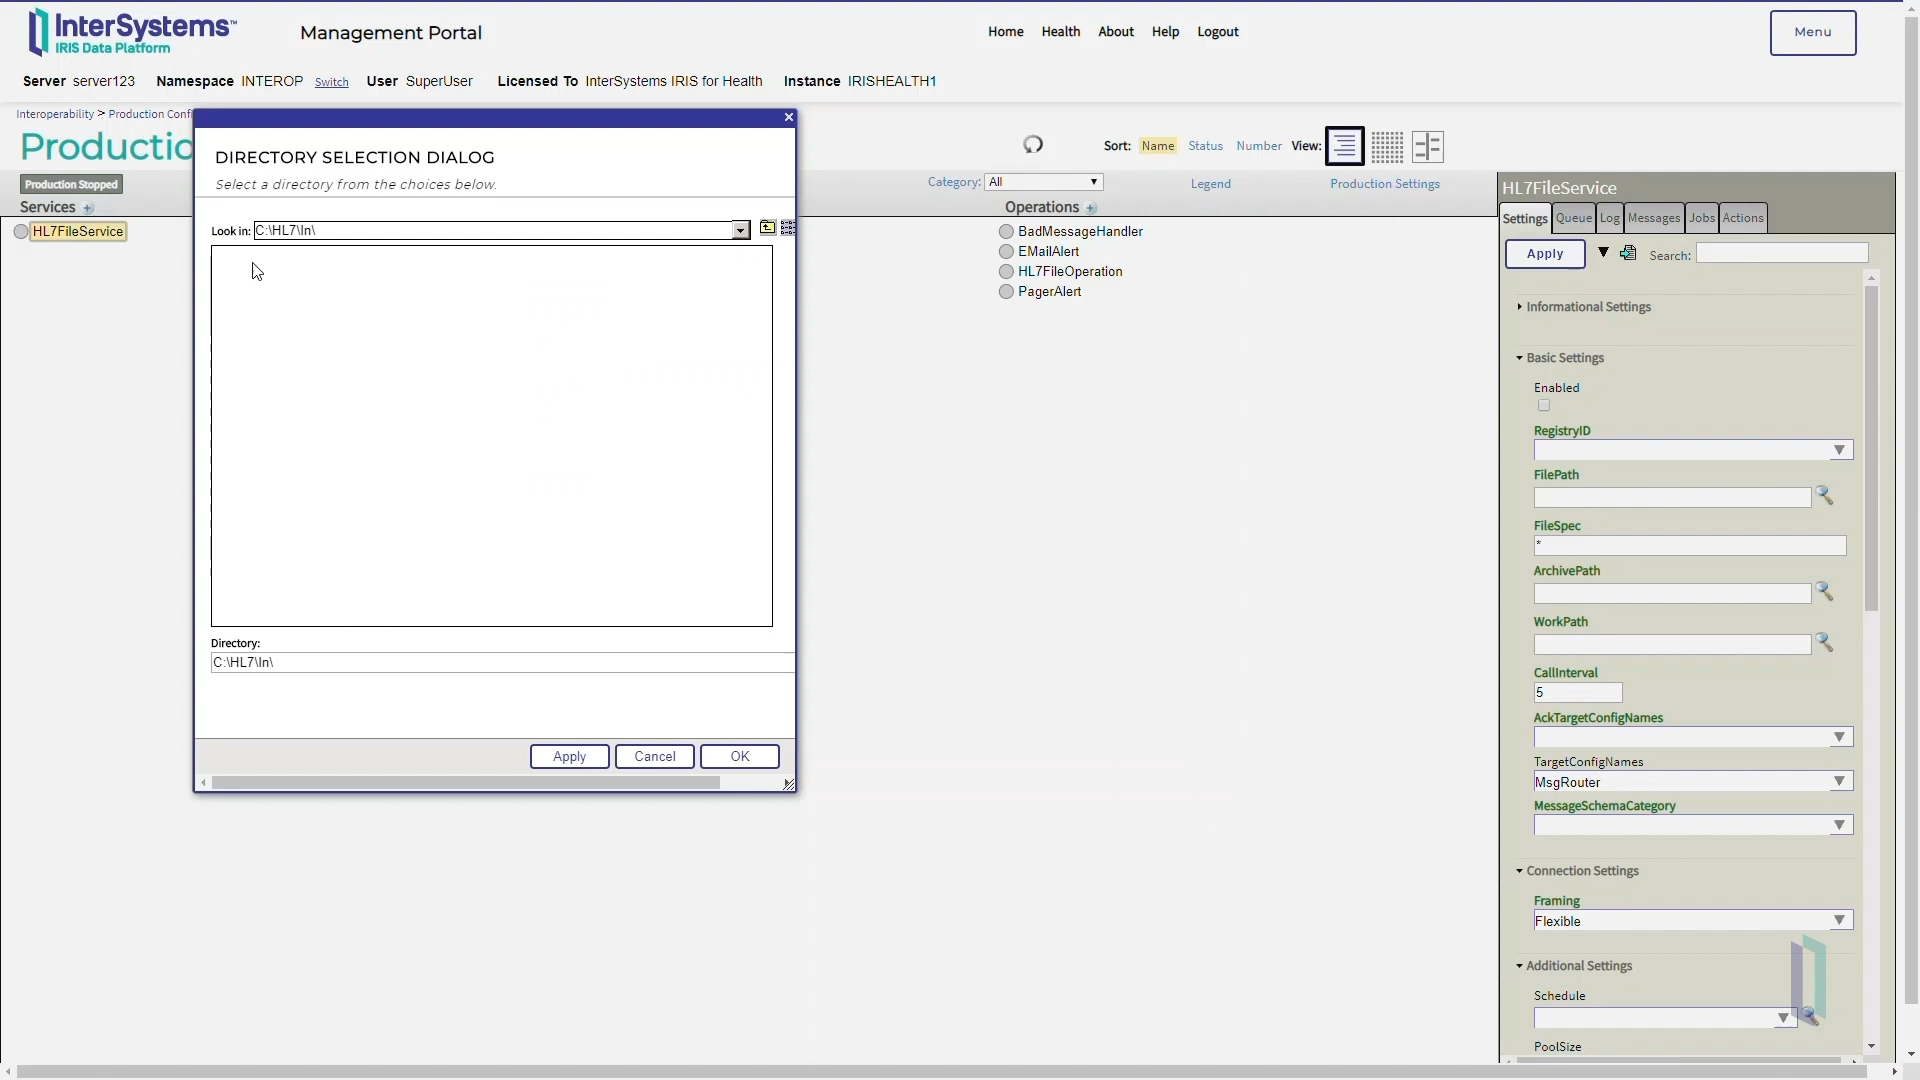 InterSystems™
IRIS Data Platform
Management Portal
Home Health About Help Logout
Menu
Server server123 Namespace INTEROP Switch User SuperUser Licensed To InterSystems IRIS for Health Instance IRISHEALTH1
Interoperability > Production Confi
Productio
Sort: Name Status Number View:
Production Stopped
Category: All
Legend
Production Settings
Services
HL7FileService
Operations
BadMessageHandler
EMailAlert
HL7FileOperation
PagerAlert
DIRECTORY SELECTION DIALOG
Select a directory from the choices below.
Look in: C:\HL7\In\
Directory:
C:\HL7\In\
Apply Cancel OK
HL7FileService
Settings Queue Log Messages Jobs Actions
Apply Search:
Informational Settings
Basic Settings
Enabled
RegistryID
FilePath
FileSpec
*
ArchivePath
WorkPath
CallInterval
5
AckTargetConfigNames
TargetConfigNames
MsgRouter
MessageSchemaCategory
Connection Settings
Framing
Flexible
Additional Settings
Schedule
PoolSize